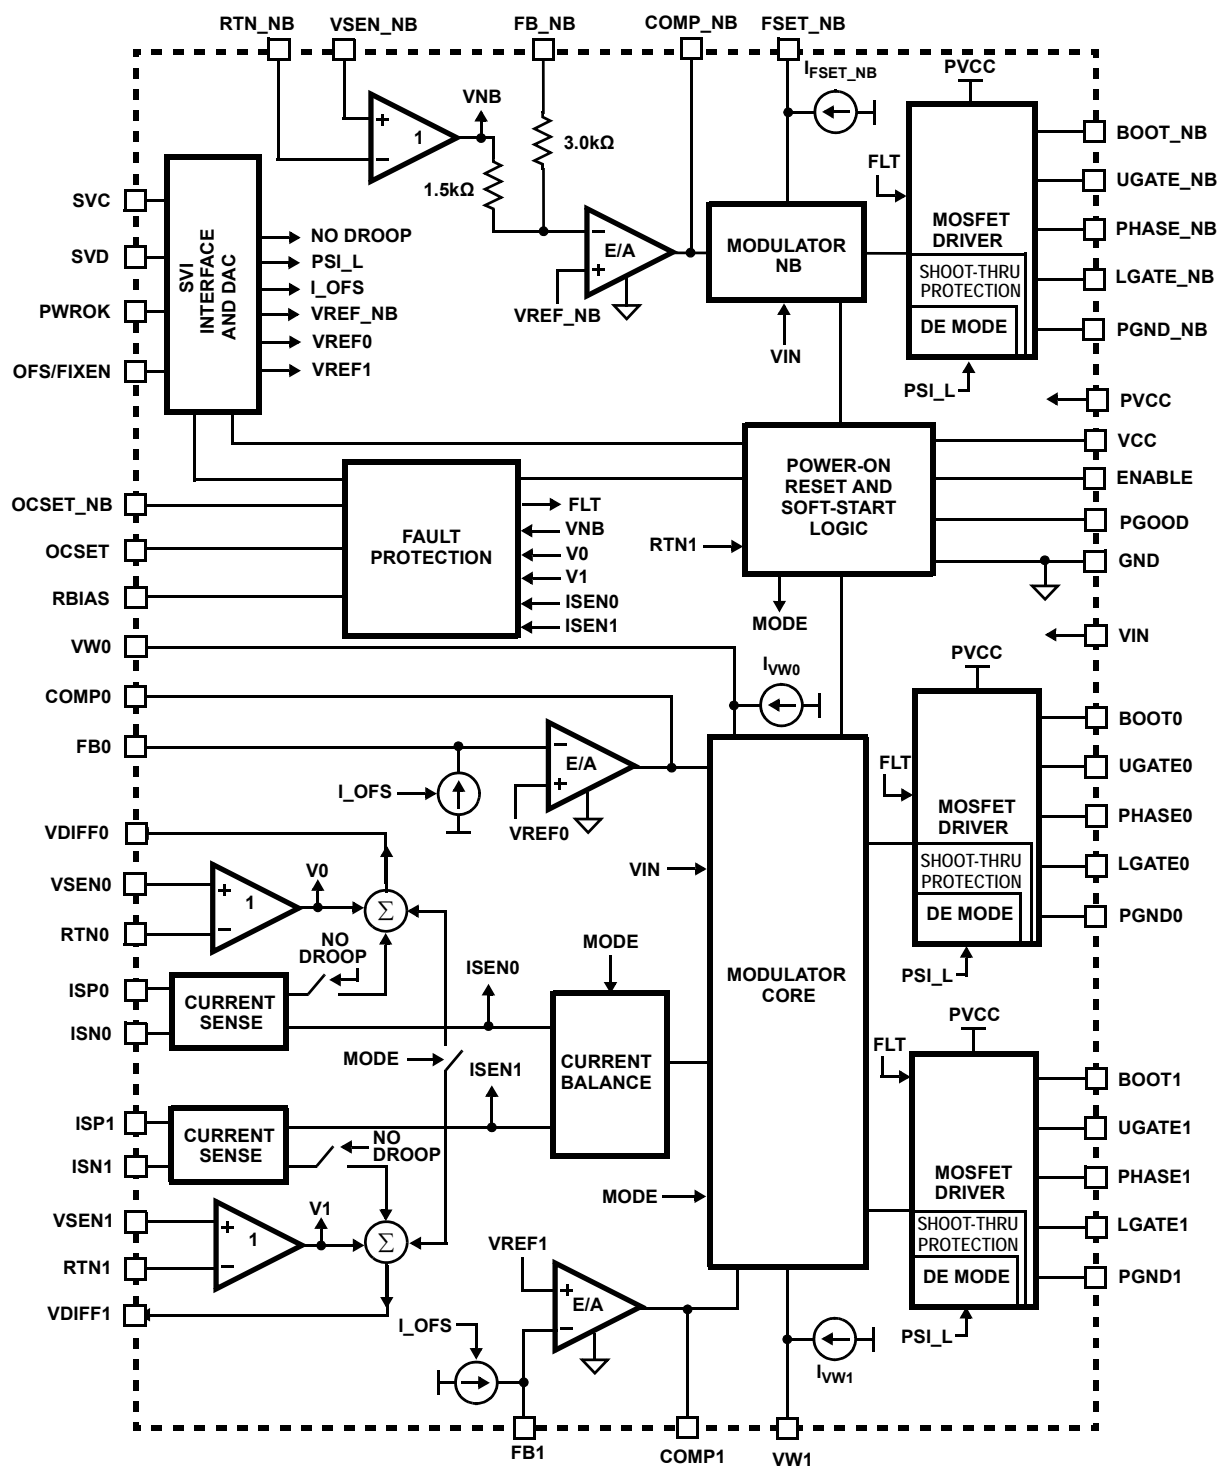 RTN_NB
VSEN_NB
FB_NB
COMP_NB
FSET_NB
IFSET_NB
PVCC
VNB
+
1
−
3.0kΩ
1.5kΩ
FLT
BOOT_NB
UGATE_NB
PHASE_NB
LGATE_NB
PGND_NB
MOSFET
DRIVER
SHOOT-THRU
PROTECTION
DE MODE
PSI_L
SVC
SVD
PWROK
OFS/FIXEN
SVI
INTERFACE
AND DAC
NO DROOP
PSI_L
I_OFS
VREF_NB
VREF0
VREF1
−
E/A
+
VREF_NB
MODULATOR
NB
VIN
PVCC
VCC
ENABLE
PGOOD
GND
VIN
POWER-ON
RESET AND
SOFT-START
LOGIC
RTN1
MODE
OCSET_NB
OCSET
RBIAS
FAULT
PROTECTION
FLT
VNB
V0
V1
ISEN0
ISEN1
VW0
COMP0
FB0
IVW0
−
E/A
+
I_OFS
VREF0
PVCC
FLT
MOSFET
DRIVER
SHOOT-THRU
PROTECTION
DE MODE
PSI_L
BOOT0
UGATE0
PHASE0
LGATE0
PGND0
VDIFF0
VSEN0
RTN0
+
1
−
V0
Σ
NO
DROOP
ISP0
ISN0
CURRENT
SENSE
ISEN0
MODE
VIN
MODULATOR
CORE
CURRENT
BALANCE
MODE
ISEN1
ISP1
ISN1
CURRENT
SENSE
NO
DROOP
MODE
PVCC
FLT
MOSFET
DRIVER
SHOOT-THRU
PROTECTION
DE MODE
PSI_L
BOOT1
UGATE1
PHASE1
LGATE1
PGND1
VSEN1
RTN1
VDIFF1
+
1
−
V1
Σ
VREF1
+
E/A
−
I_OFS
IVW1
FB1
COMP1
VW1